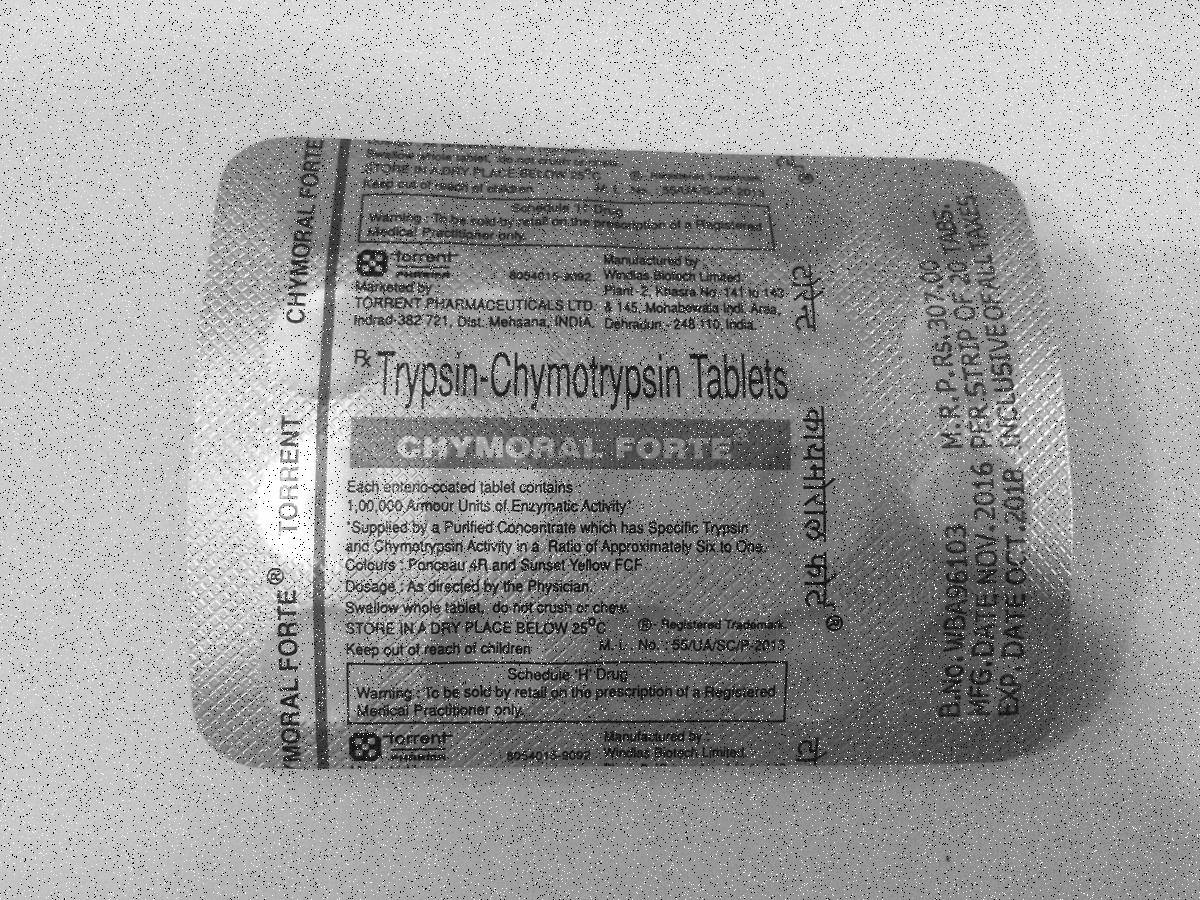 Swallow whole tablet, do not crush or chew.
STORE IN A DRY PLACE BELOW 25°C ® - Registered Trademark.
Keep out of reach of children M. L. No. : 55/UA/SC/P-2013
Schedule 'H' Drug
Warning : To be sold by retail on the prescription of a Registered
Medical Practitioner only.
torrent
PHARMA
Marketed by :
TORRENT PHARMACEUTICALS LTD.
Indrad-382 721, Dist. Mehsana, INDIA.
Manufactured by :
Windlas Biotech Limited
Plant-2, Khasra No. 141 to 143
& 145, Mohabewala Indl. Area,
Dehradun - 248 110, India.
Rx Trypsin-Chymotrypsin Tablets
CHYMORAL FORTE®
Each enteric-coated tablet contains :
1,00,000 Armour Units of Enzymatic Activity*
*Supplied by a Purified Concentrate which has Specific Trypsin
and Chymotrypsin Activity in a Ratio of Approximately Six to One.
Colours : Ponceau 4R and Sunset Yellow FCF
Dosage : As directed by the Physician.
Swallow whole tablet, do not crush or chew.
STORE IN A DRY PLACE BELOW 25°C ® - Registered Trademark.
Keep out of reach of children M. L. No. : 55/UA/SC/P-2013
Schedule 'H' Drug
Warning : To be sold by retail on the prescription of a Registered
Medical Practitioner only.
torrent
PHARMA
Manufactured by :
Windlas Biotech Limited
CHYMORAL FORTE
TORRENT
MORAL FORTE®
B.No.WBA96103 M.R.P.Rs.307.00
MFG.DATE NOV.2016 PER STRIP OF 20 TABS.
EXP.DATE OCT.2018 INCLUSIVE OF ALL TAXES